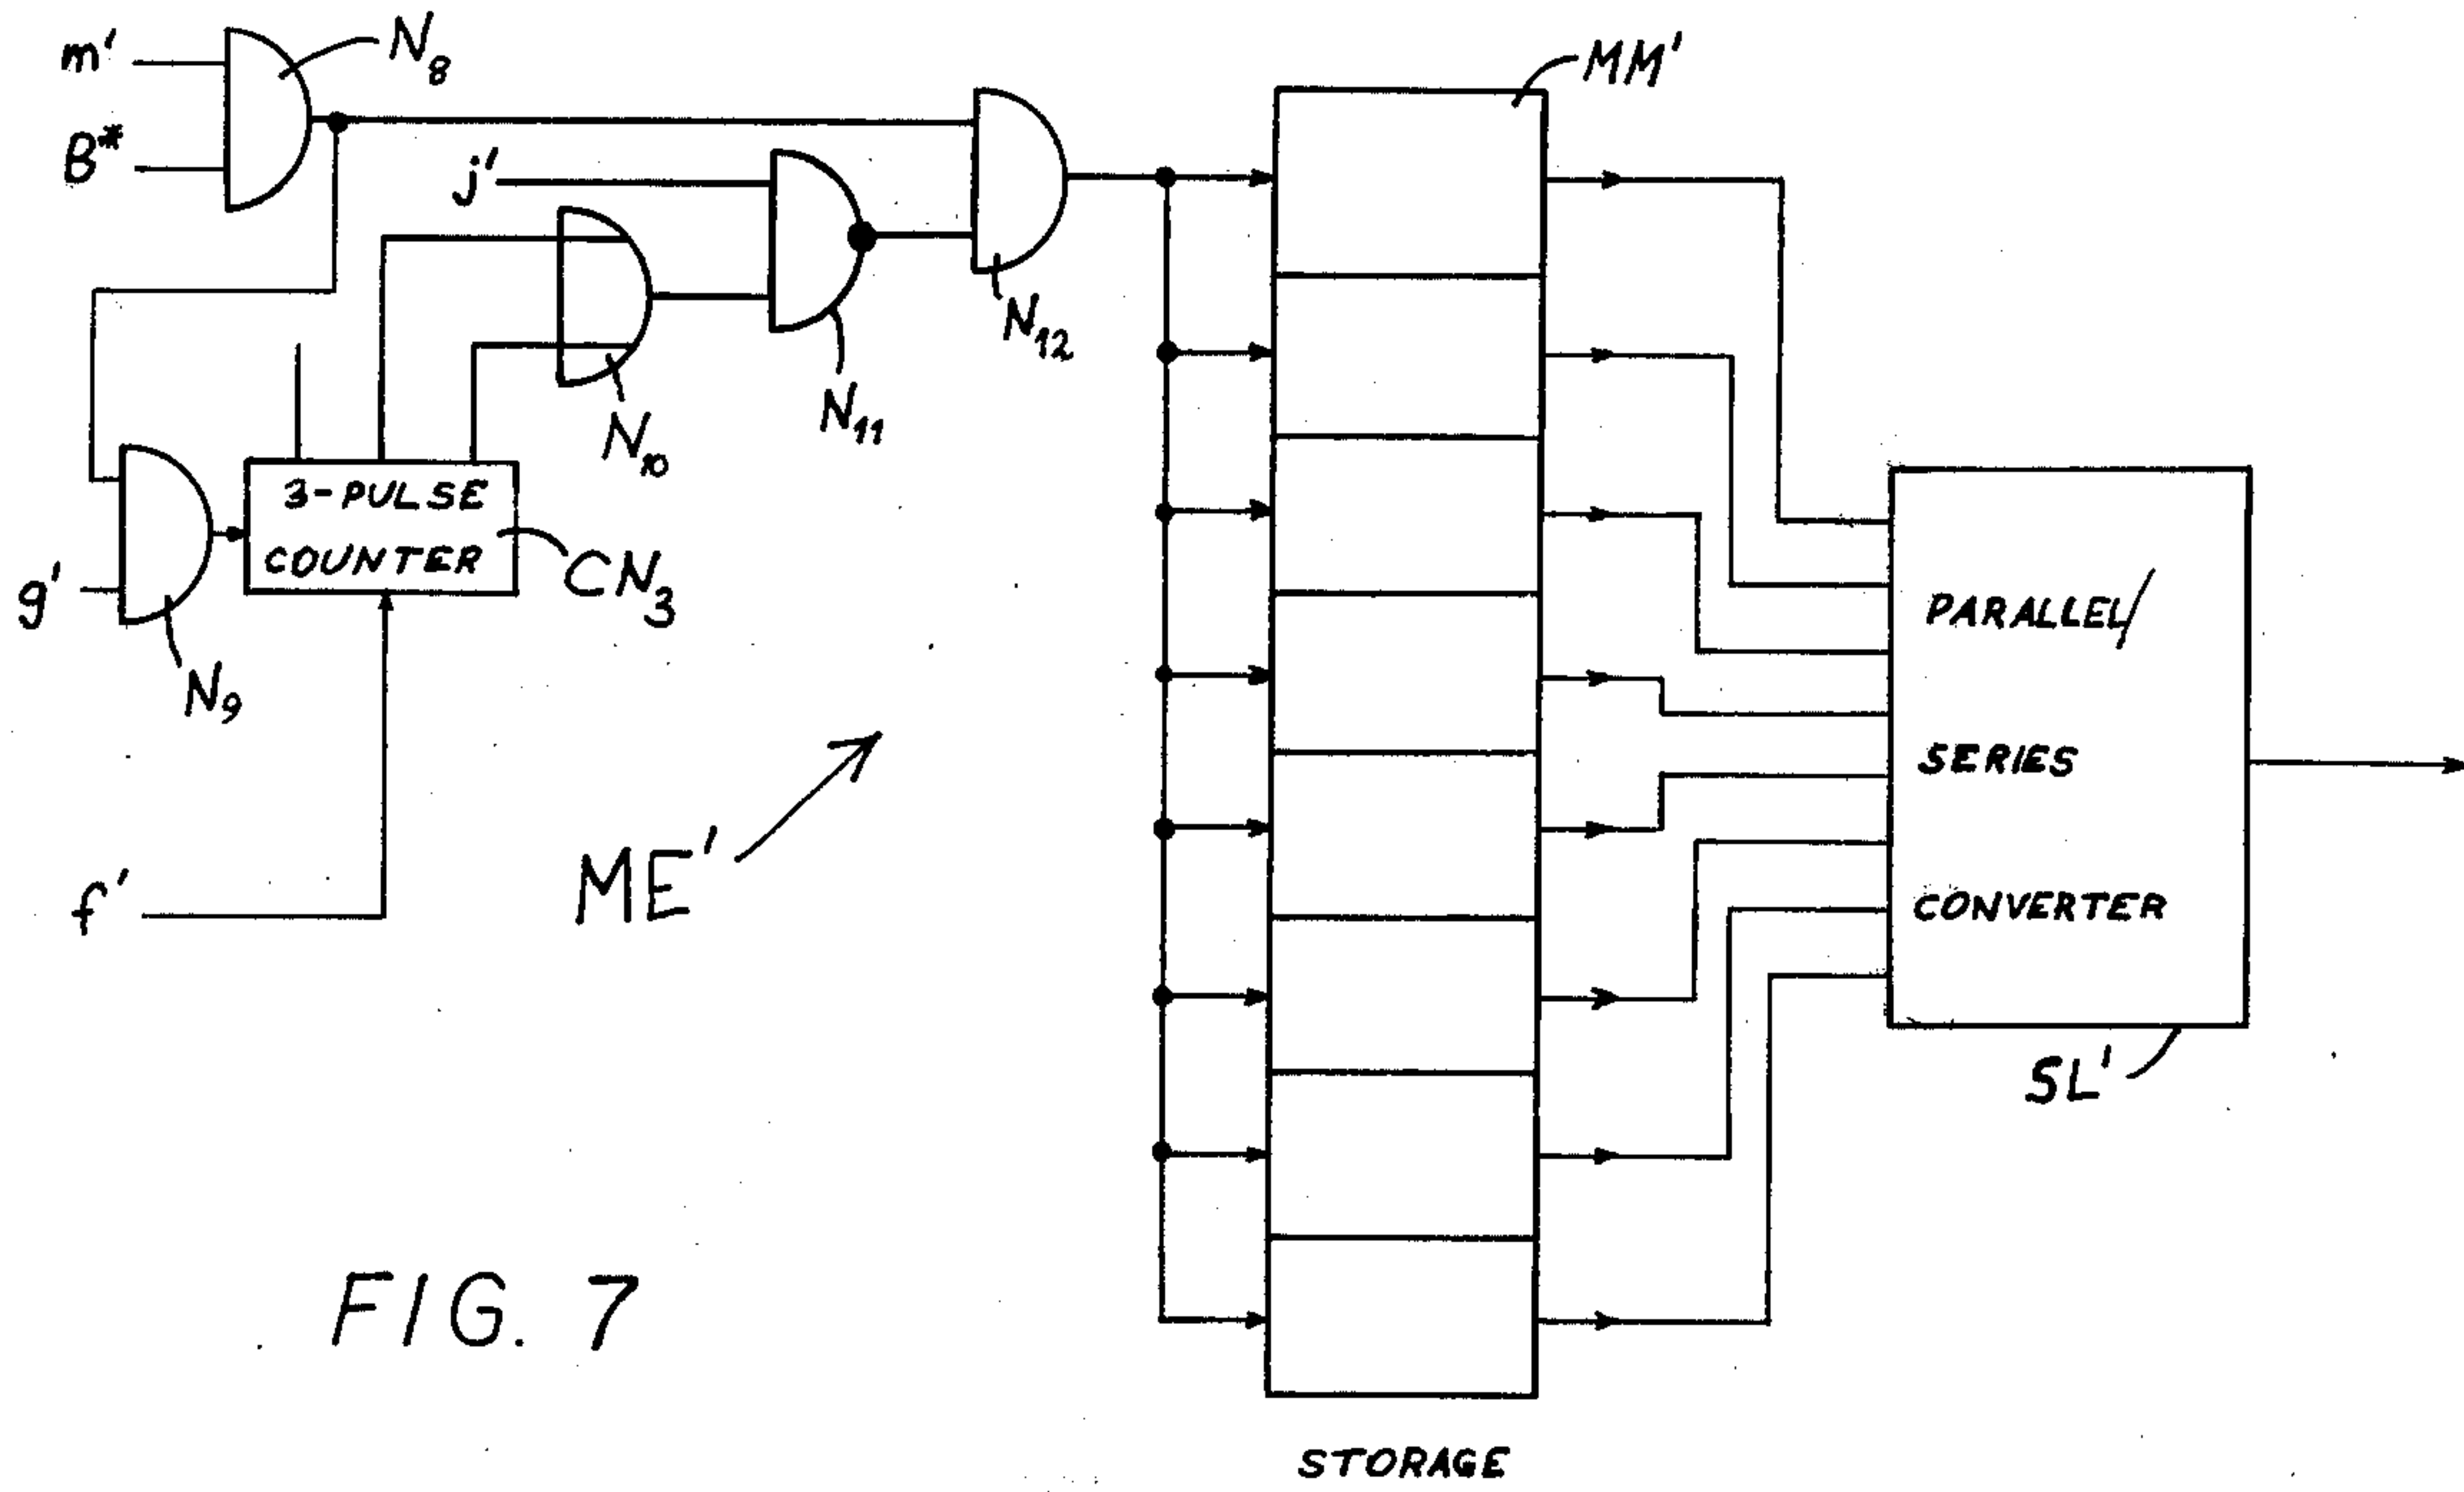 m'
N8
B*
j'
MM'
N12
N11
N10
3-PULSE
COUNTER
CN3
g'
N9
PARALLEL/
SERIES
CONVERTER
ME'
f'
SL'
FIG. 7
STORAGE